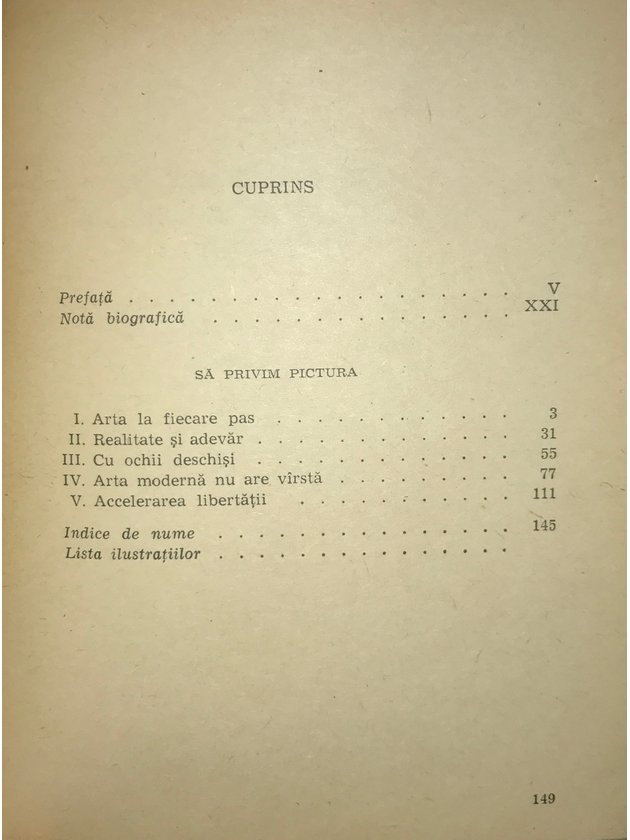 CUPRINS
Prefață . . . . . . . . . . . . . . . . . . . V
Notă biografică . . . . . . . . . . . . XXI
SĂ PRIVIM PICTURA
I. Arta la fiecare pas . . . . . . . . . . 3
II. Realitate și adevăr . . . . . . . . . . 31
III. Cu ochii deschiși . . . . . . . . . . 55
IV. Arta modernă nu are vîrstă . . . . . . . 77
V. Accelerarea libertății . . . . . . . . 111
Indice de nume . . . . . . . . . . . . 145
Lista ilustrațiilor . . . . . . . . . . . .
149